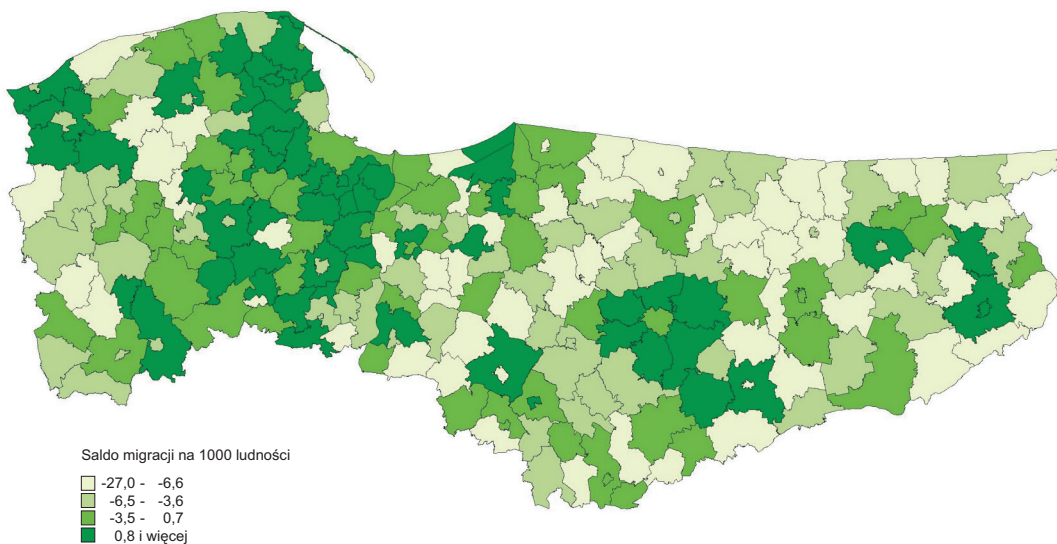 Saldo migracji na 1000 ludności
-27,0 - -6,6
-6,5 - -3,6
-3,5 - 0,7
0,8 i więcej